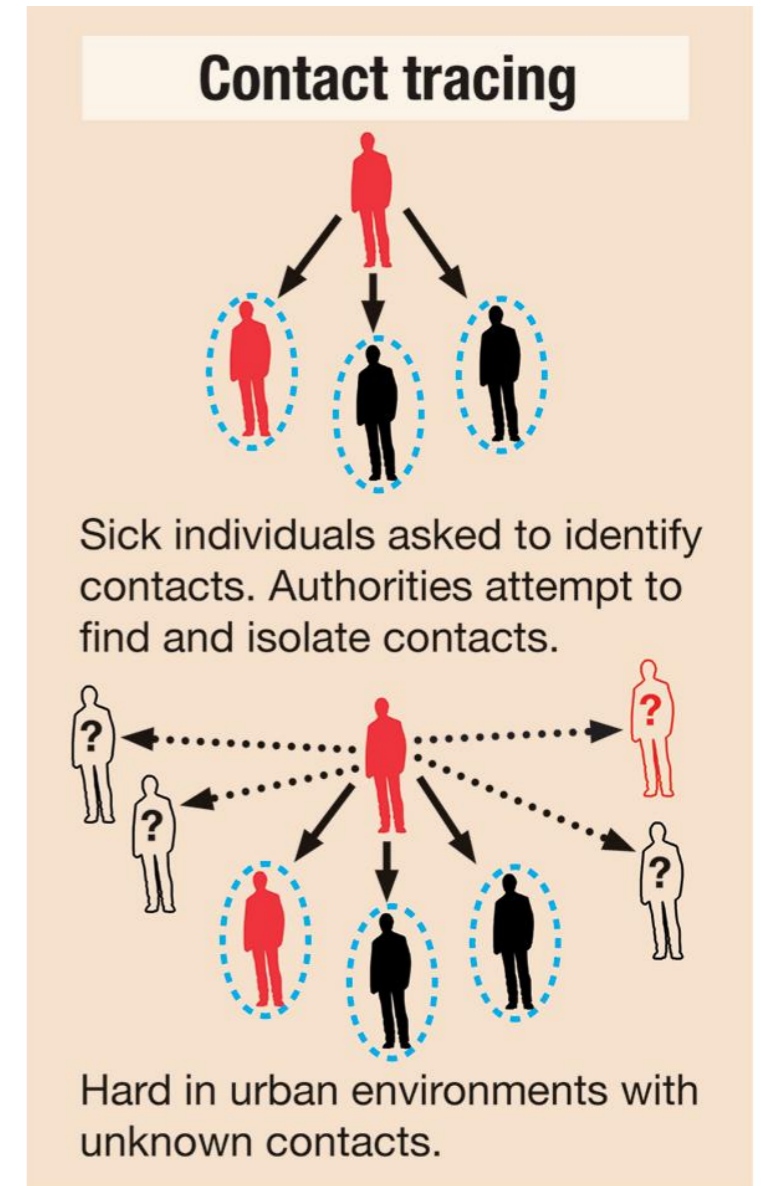 Contact tracing
Sick individuals asked to identify
contacts. Authorities attempt to
find and isolate contacts.
?
?
?
?
Hard in urban environments with
unknown contacts.